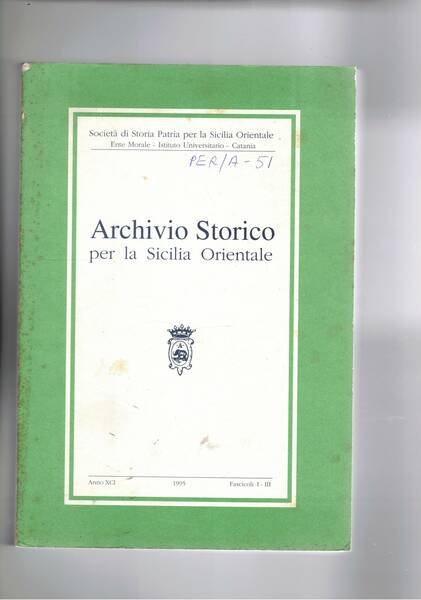 Società di Storia Patria per la Sicilia Orientale
Ente Morale - Istituto Universitario - Catania
PER/A - 51
Archivio Storico
per la Sicilia Orientale
Anno XCI 1995 Fascicoli I - III